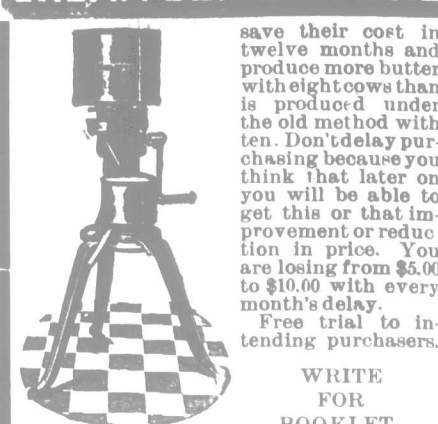 save their cost in
twelve months and
produce more butter
with eight cows than
is produced under
the old method with
ten. Don't delay pur-
chasing because you
think that later on
you will be able to
get this or that im-
provement or reduc
tion in price. You
are losing from $5.00
to $10.00 with every
month's delay.
Free trial to in-
tending purchasers.
WRITE
FOR
BOOKLET